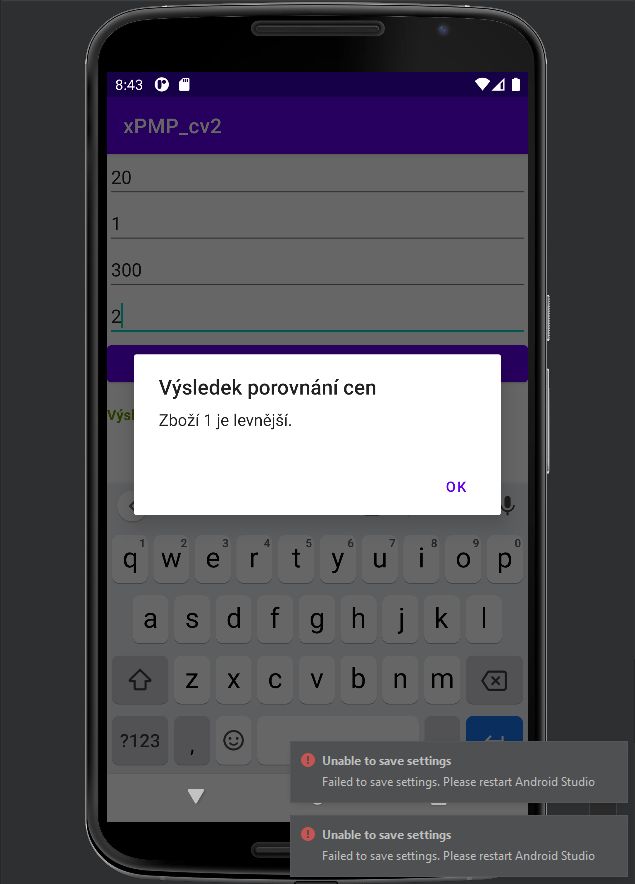 8:43
xPMP_cv2
20
1
300
2
Výsledek porovnání cen
Výsl
Zboží 1 je levnější.
OK
1 2 3 4 5 6 7 8 9 0
q w e r t y u i o p
a s d f g h j k l
z x c v b n m
?123 ,
Unable to save settings
Failed to save settings. Please restart Android Studio
Unable to save settings
Failed to save settings. Please restart Android Studio